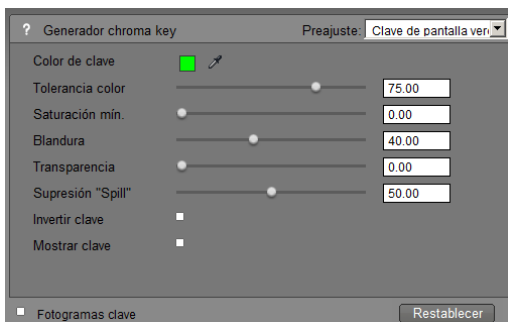 ? Generador chroma key Preajuste: Clave de pantalla ver
Color de clave
Tolerancia color 75.00
Saturación mín. 0.00
Blandura 40.00
Transparencia 0.00
Supresión "Spill" 50.00
Invertir clave
Mostrar clave
Fotogramas clave Restablecer